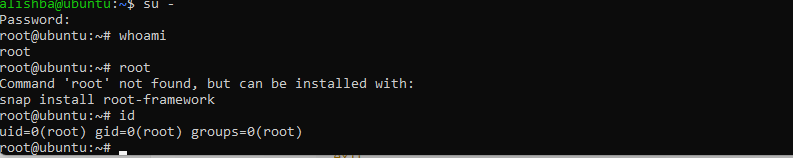 alishba@ubuntu:~$ su -
Password:
root@ubuntu:~# whoami
root
root@ubuntu:~# root
Command 'root' not found, but can be installed with:
snap install root-framework
root@ubuntu:~# id
uid=0(root) gid=0(root) groups=0(root)
root@ubuntu:~#